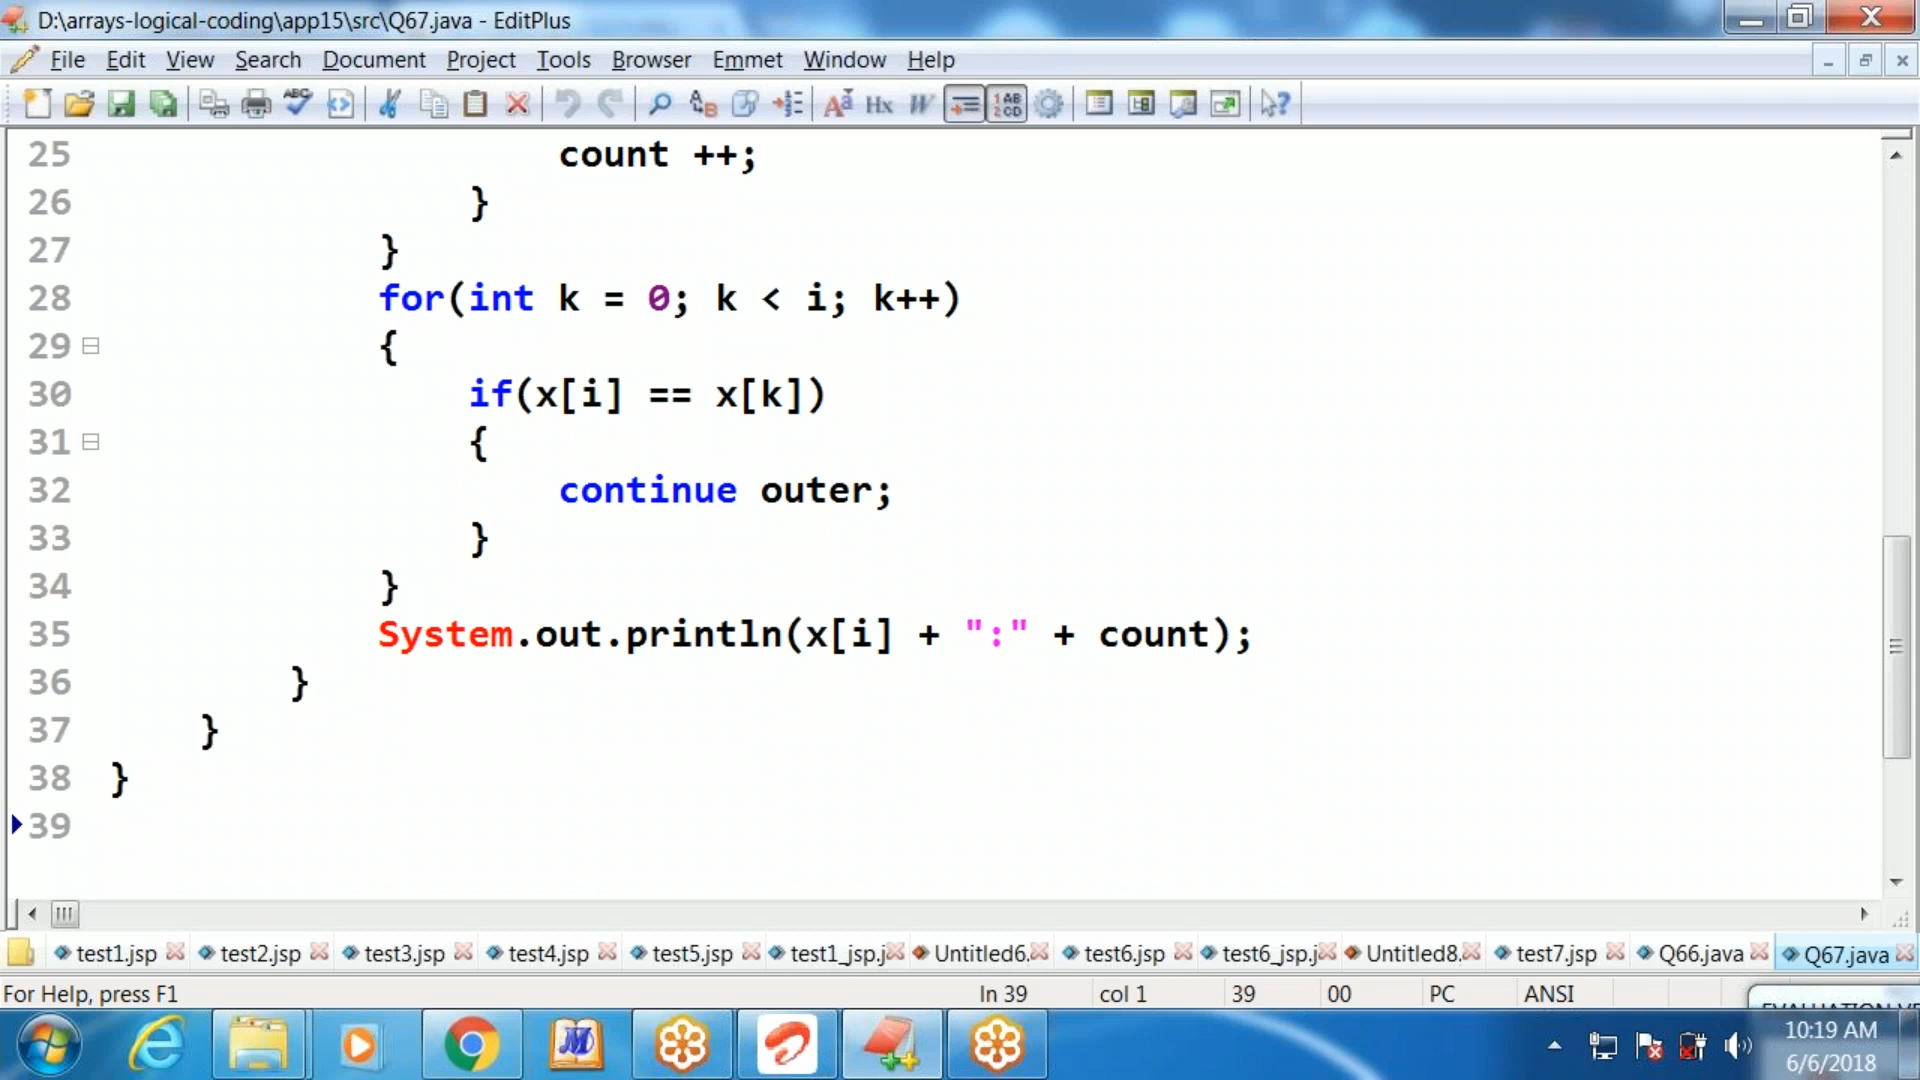 D:\arrays-logical-coding\app15\src\Q67.java - EditPlus
File Edit View Search Document Project Tools Browser Emmet Window Help
25 count ++;
26 }
27 }
28 for(int k = 0; k < i; k++)
29 {
30 if(x[i] == x[k])
31 {
32 continue outer;
33 }
34 }
35 System.out.println(x[i] + ":" + count);
36 }
37 }
38 }
39
test1.jsp test2.jsp test3.jsp test4.jsp test5.jsp test1_jsp.j Untitled6. test6.jsp test6_jsp.j Untitled8. test7.jsp Q66.java Q67.java
For Help, press F1 ln 39 col 1 39 00 PC ANSI
10:19 AM
6/6/2018